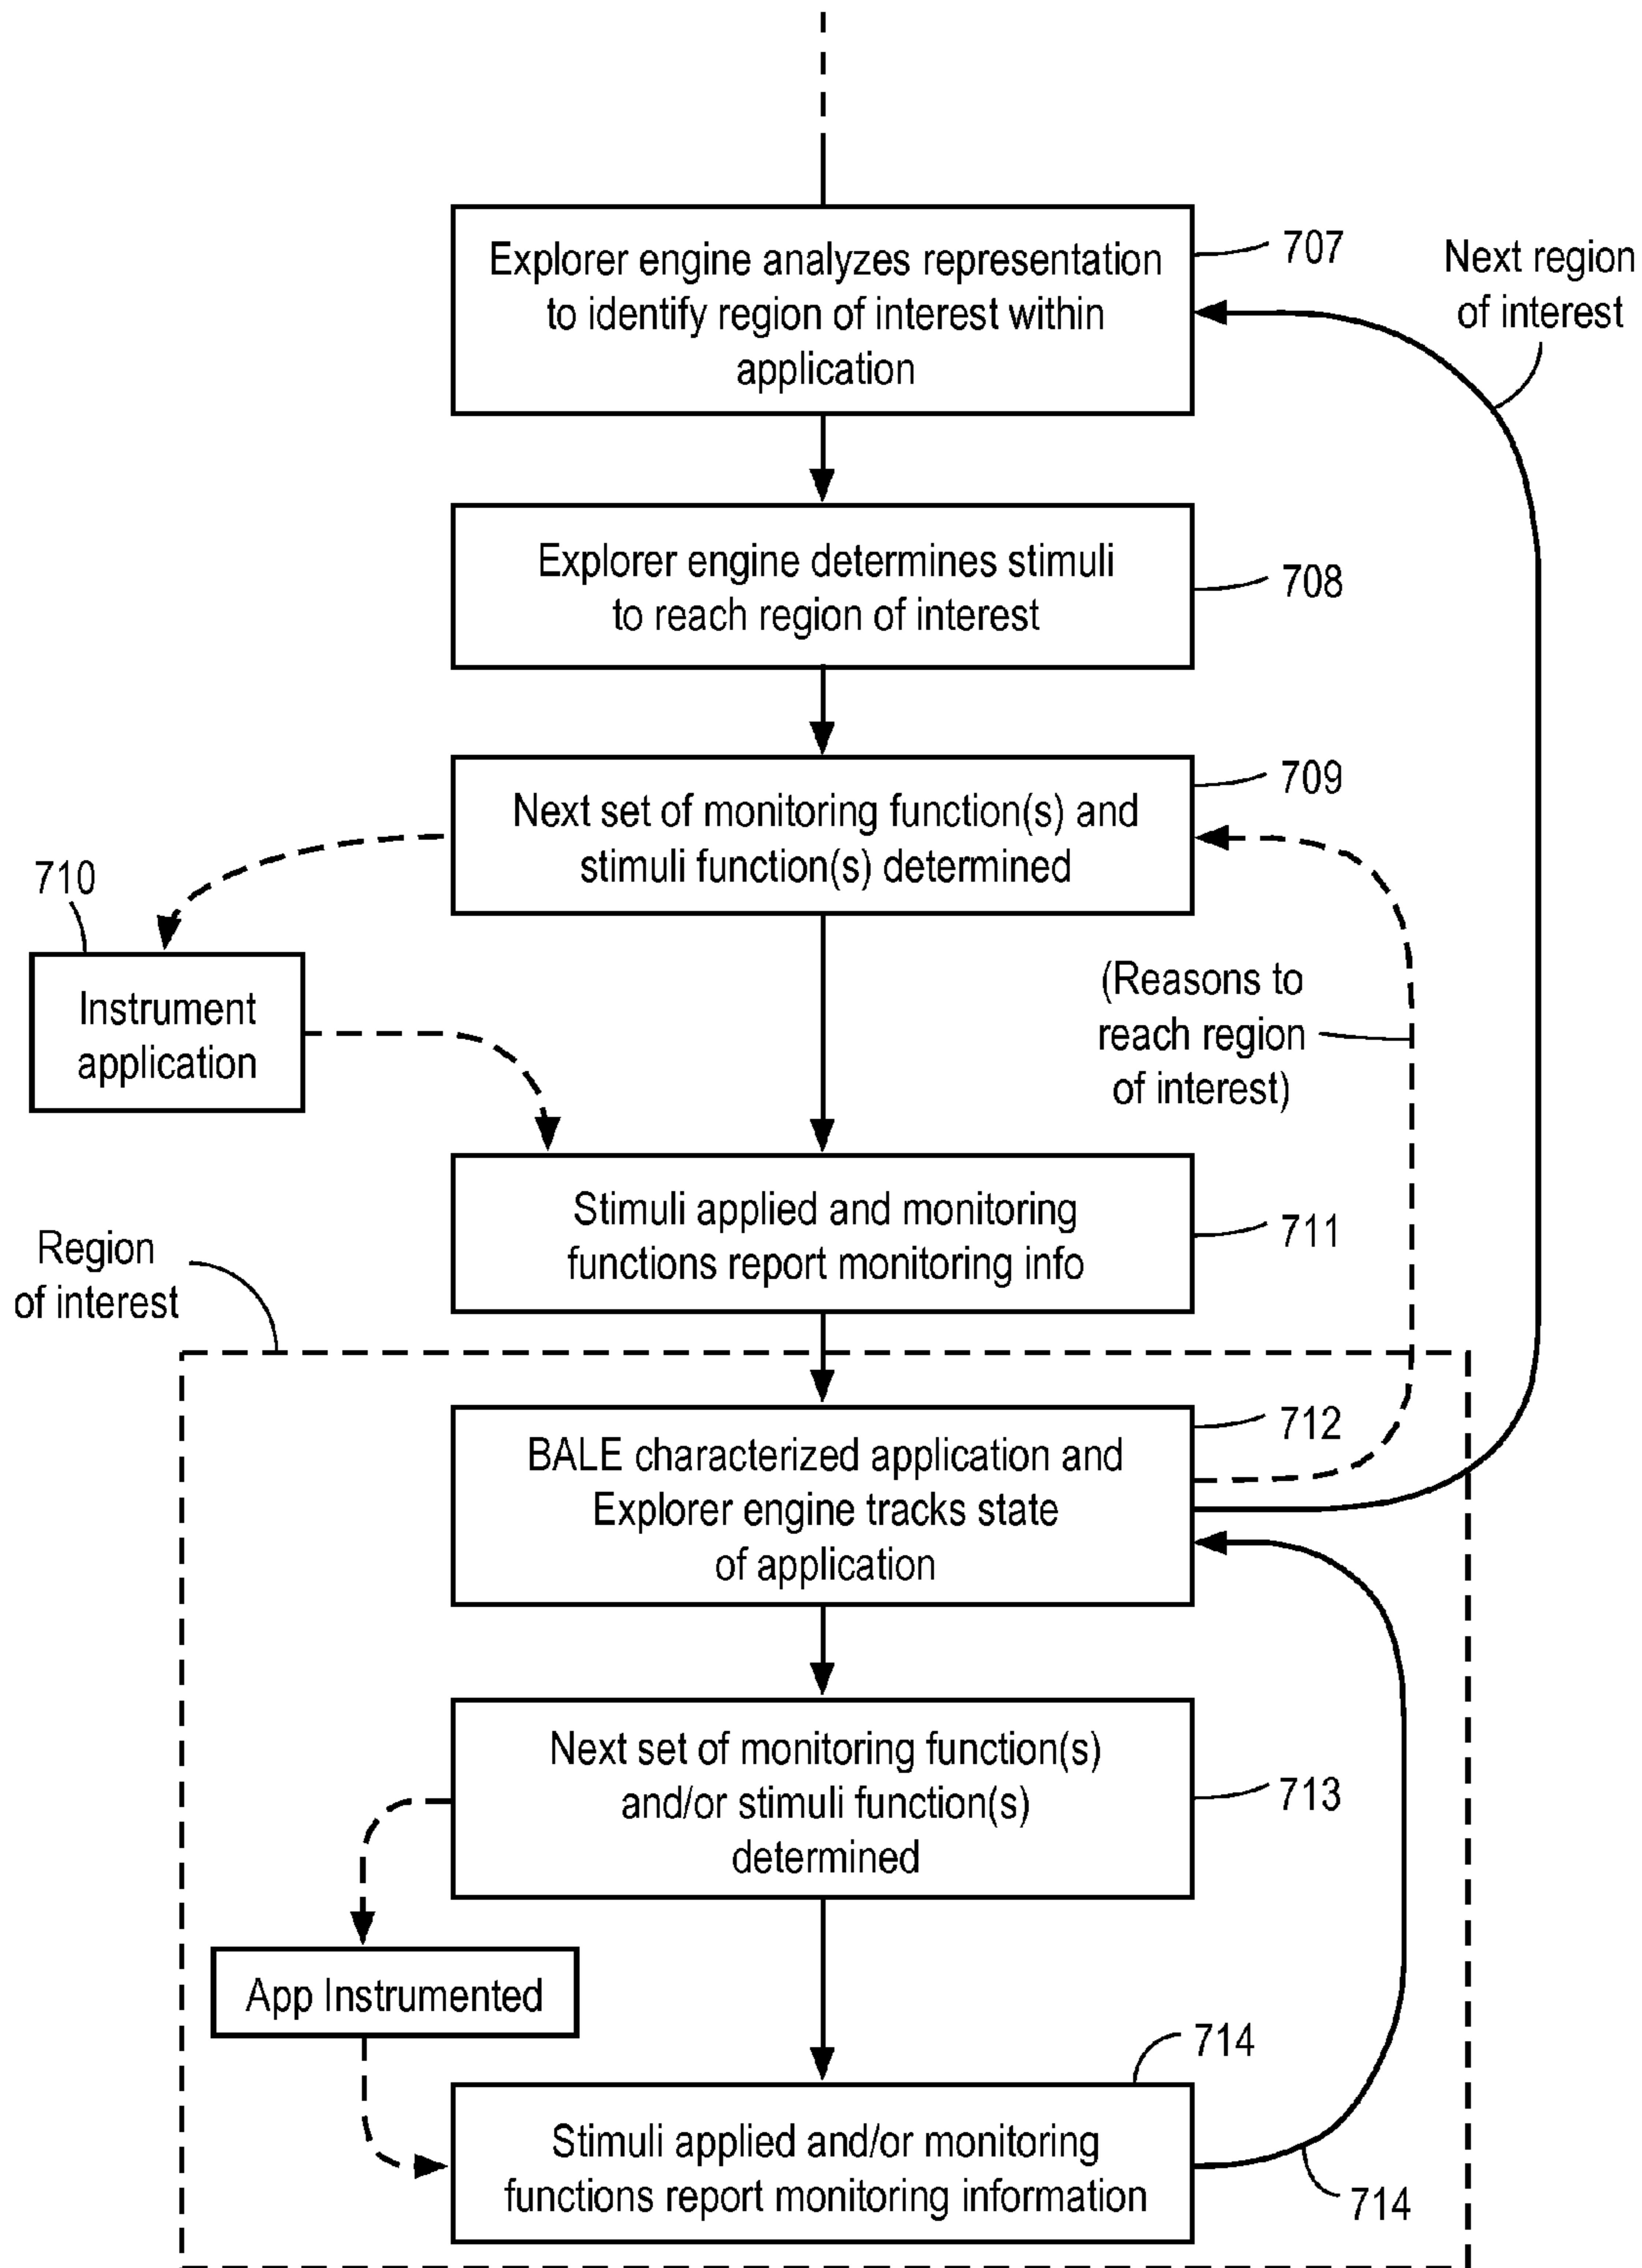 Explorer engine analyzes representation
to identify region of interest within
application
707
Next region
of interest
Explorer engine determines stimuli
to reach region of interest
708
Next set of monitoring function(s) and
stimuli function(s) determined
709
710
Instrument
application
(Reasons to
reach region
of interest)
Stimuli applied and monitoring
functions report monitoring info
711
Region
of interest
BALE characterized application and
Explorer engine tracks state
of application
712
Next set of monitoring function(s)
and/or stimuli function(s)
determined
713
App Instrumented
714
Stimuli applied and/or monitoring
functions report monitoring information
714